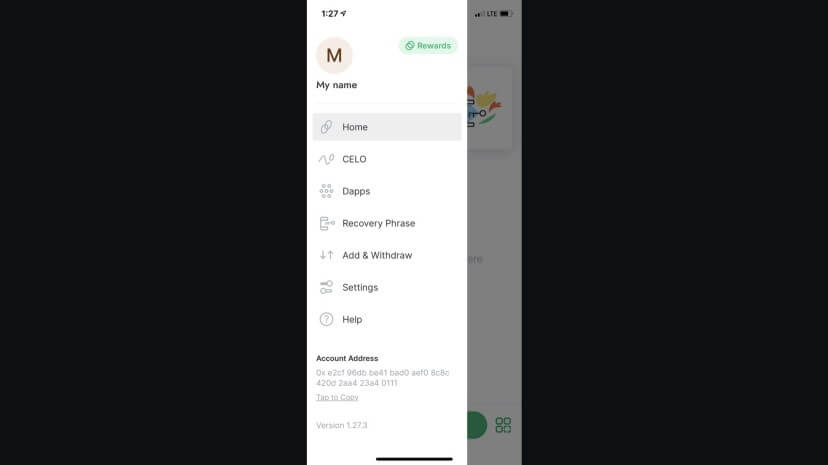 1:27
LTE
M
Rewards
My name
Home
CELO
Dapps
Recovery Phrase
Add & Withdraw
Settings
Help
Account Address
0x e2cf 96db be41 bad0 aef0 8c8c
420d 2aa4 23a4 0111
Tap to Copy
Version 1.27.3